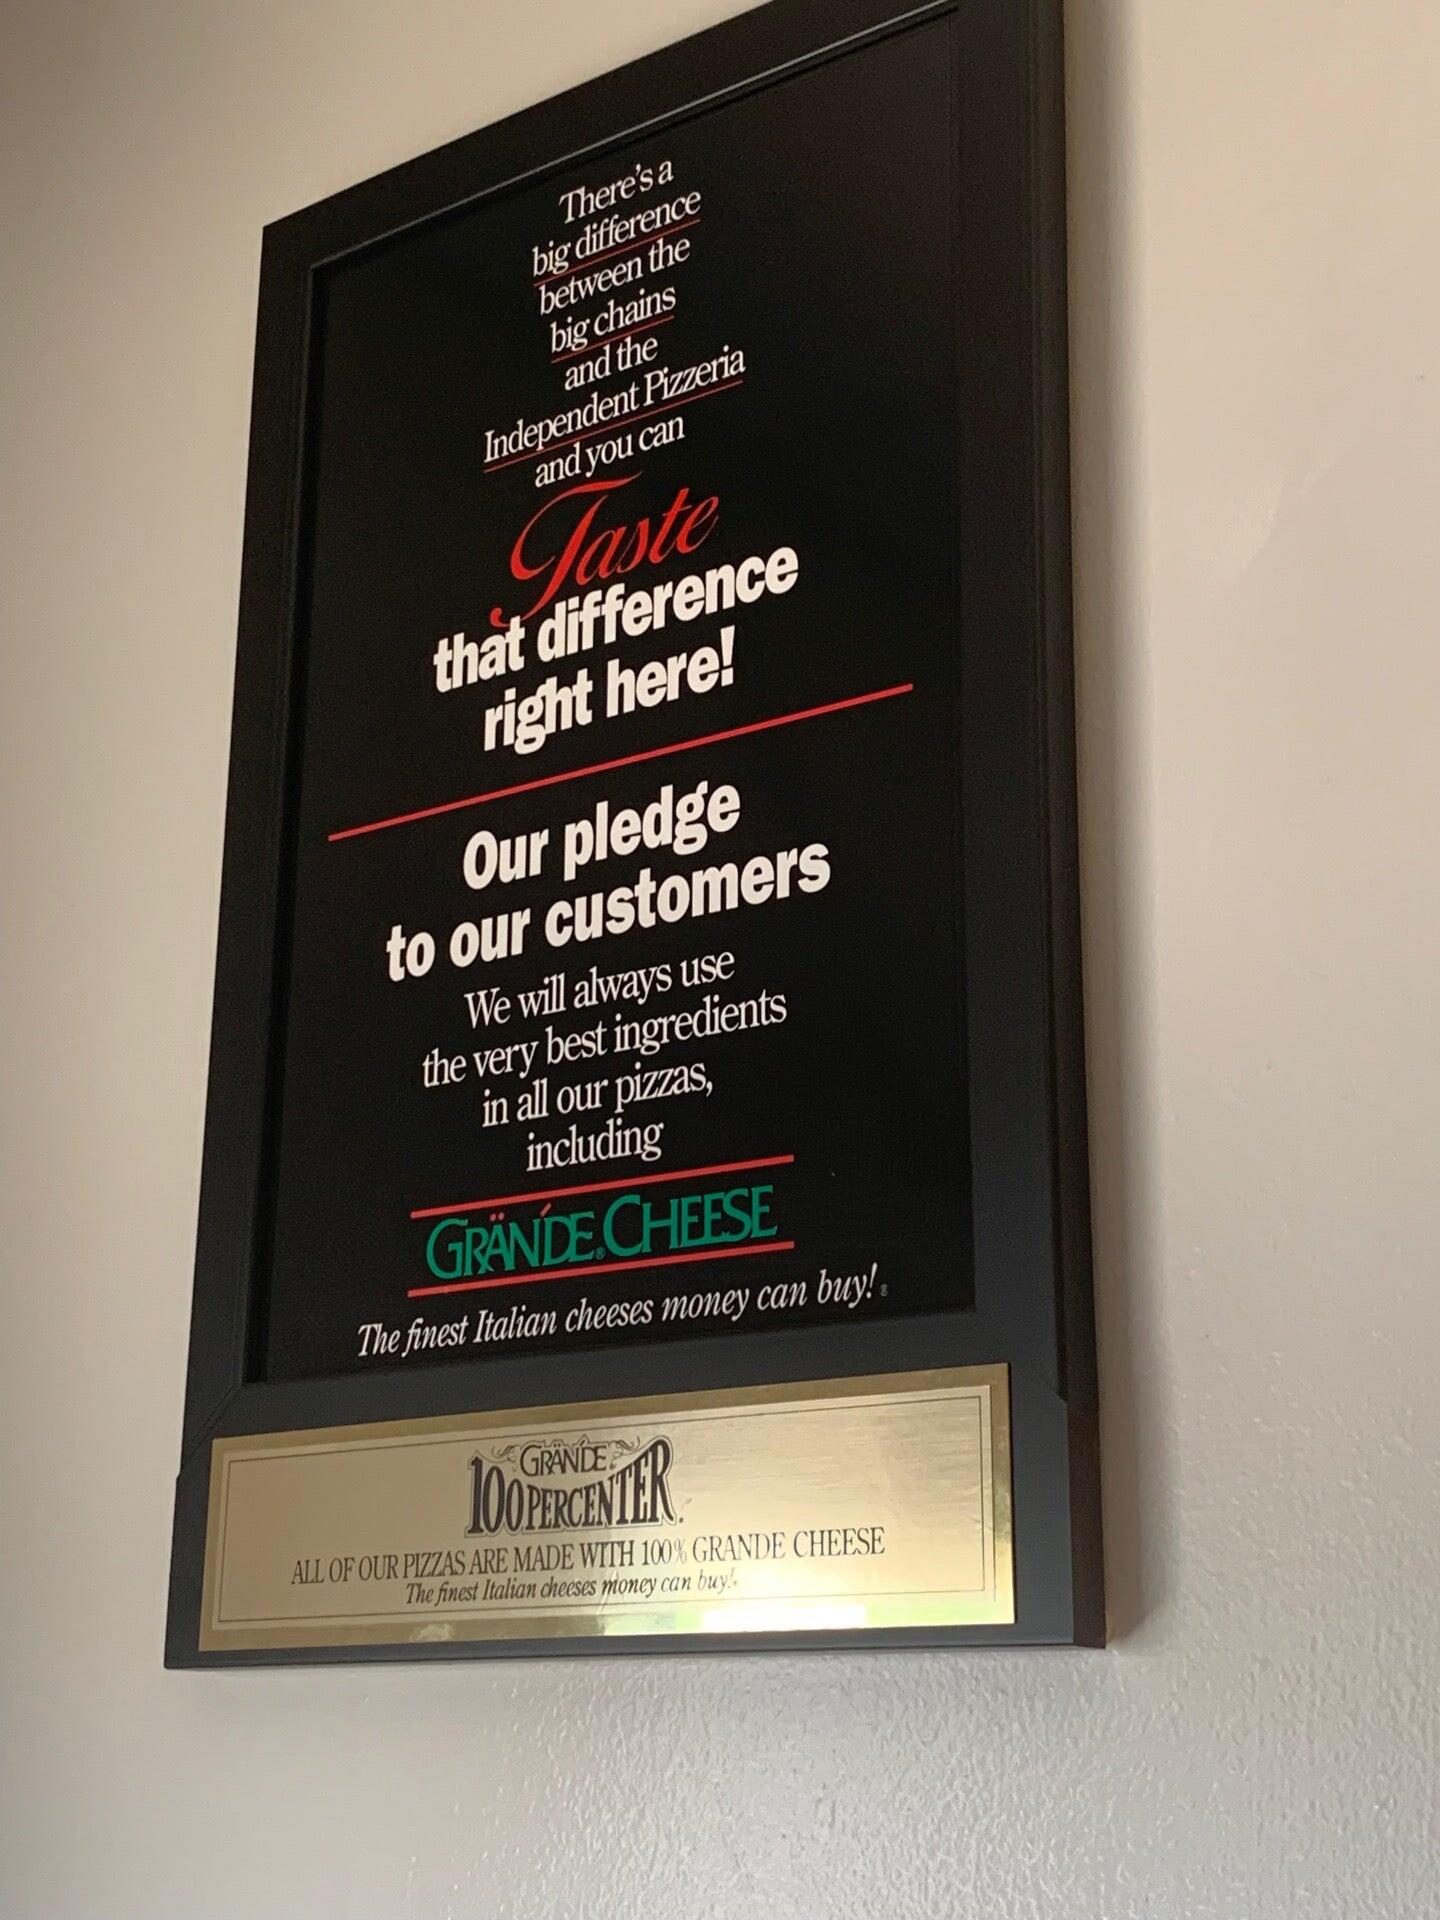 There's a
big difference
between the
big chains
and the
Independent Pizzeria
and you can
Taste
that difference
right here!
Our pledge
to our customers
We will always use
the very best ingredients
in all our pizzas,
including
GRÄNDÉ® CHEESE
The finest Italian cheeses money can buy!®
GRÄNDÉ
100 PERCENTER.
ALL OF OUR PIZZAS ARE MADE WITH 100% GRANDE CHEESE
The finest Italian cheeses money can buy!®